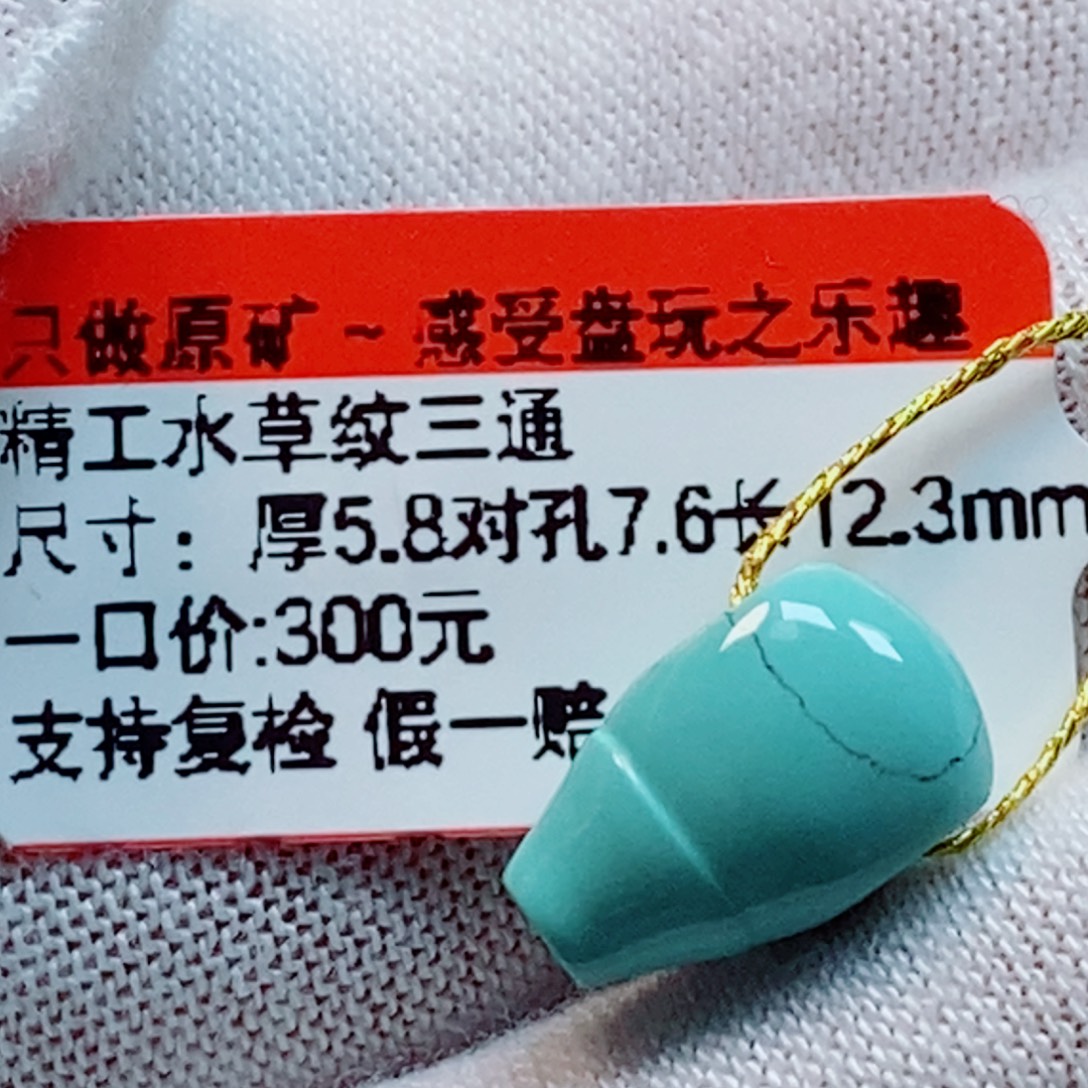 只做原矿~感受盘玩之乐趣
精工水草纹三通
尺寸：厚5.8对孔7.6长12.3mm
一口价:300元
支持复检 假一赔